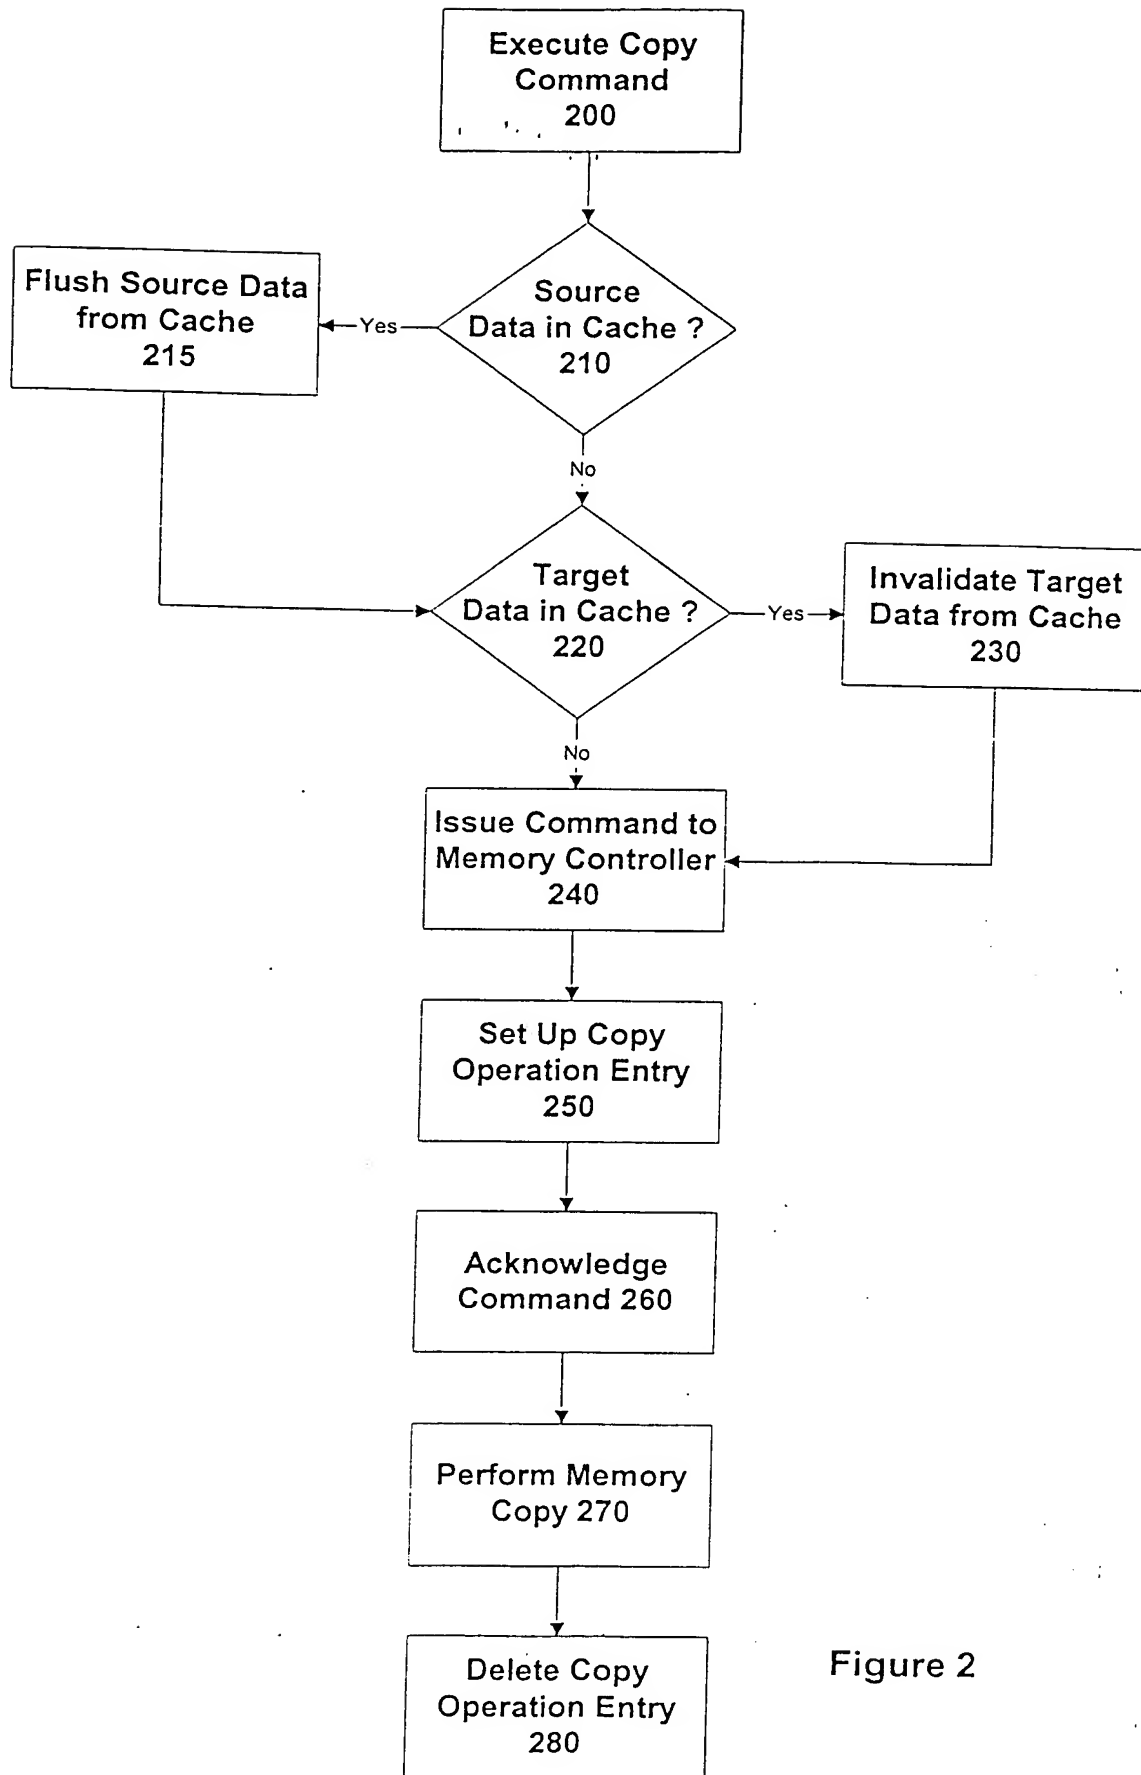 Execute Copy
Command
200
Source
Data in Cache ?
210
Yes
Flush Source Data
from Cache
215
No
Target
Data in Cache ?
220
Yes
Invalidate Target
Data from Cache
230
No
Issue Command to
Memory Controller
240
Set Up Copy
Operation Entry
250
Acknowledge
Command 260
Perform Memory
Copy 270
Delete Copy
Operation Entry
280
Figure 2